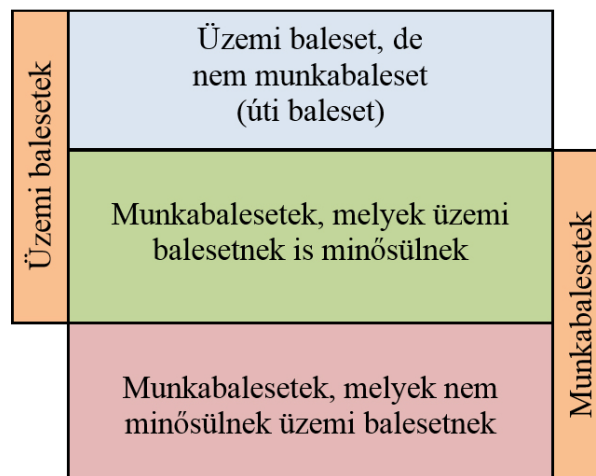 Üzemi balesetek
Üzemi baleset, de
nem munkabaleset
(úti baleset)
Munkabalesetek, melyek üzemi
balesetnek is minősülnek
Munkabalesetek
Munkabalesetek, melyek nem
minősülnek üzemi balesetnek